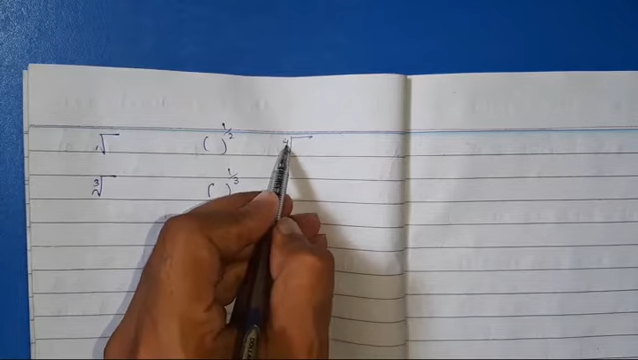 √ ( )^{1/2} √
∛ ( )^{1/3}